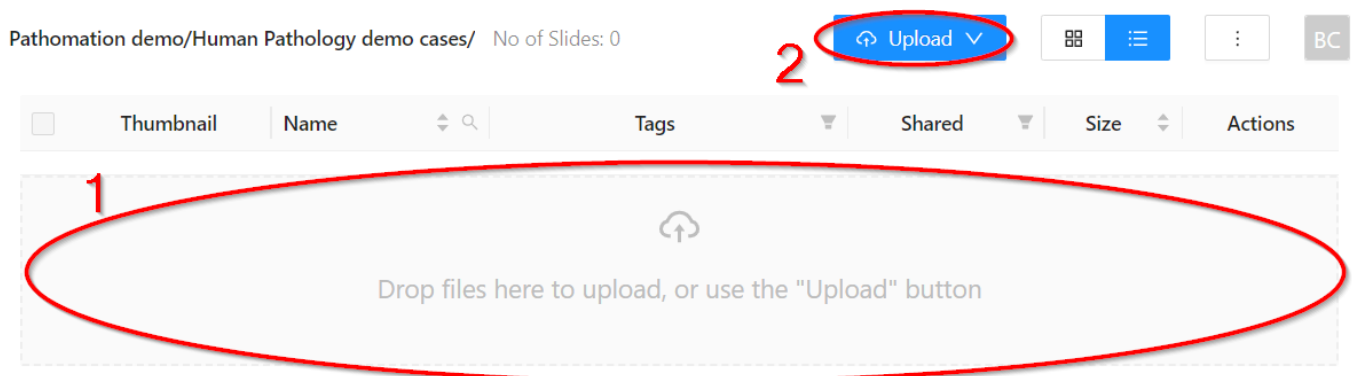 Pathomation demo/Human Pathology demo cases/ No of Slides: 0
2
Upload
BC
Thumbnail Name Tags Shared Size Actions
1
Drop files here to upload, or use the "Upload" button